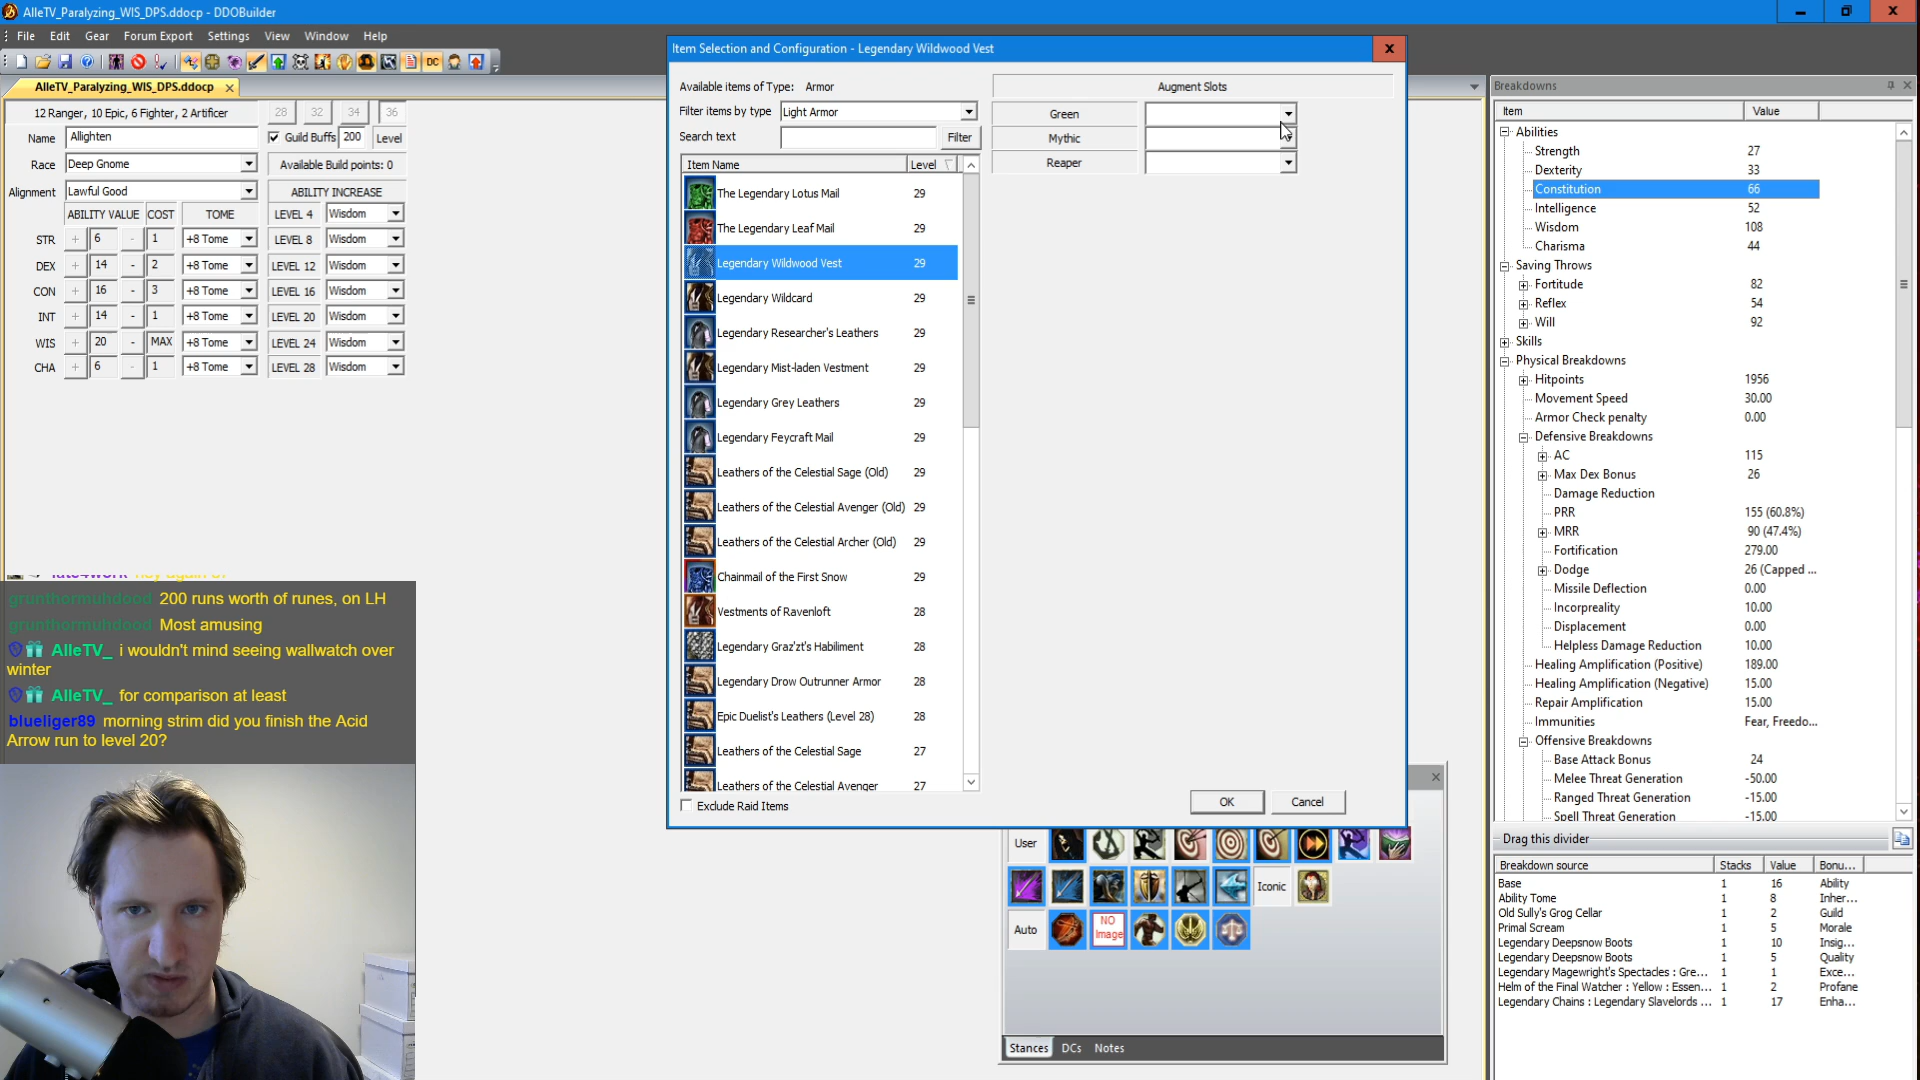 AlleTV_Paralyzing_WIS_DPS.ddocp - DDOBuilder
File Edit Gear Forum Export Settings View Window Help
AlleTV_Paralyzing_WIS_DPS.ddocp
12 Ranger, 10 Epic, 6 Fighter, 2 Artificer 28 32 34 36
Name Allighten Guild Buffs 200 Level
Race Deep Gnome Available Build points: 0
Alignment Lawful Good ABILITY INCREASE
ABILITY VALUE COST TOME LEVEL 4 Wisdom
STR + 6 - 1 +8 Tome LEVEL 8 Wisdom
DEX + 14 - 2 +8 Tome LEVEL 12 Wisdom
CON + 16 - 3 +8 Tome LEVEL 16 Wisdom
INT + 14 - 1 +8 Tome LEVEL 20 Wisdom
WIS + 20 - MAX +8 Tome LEVEL 24 Wisdom
CHA + 6 - 1 +8 Tome LEVEL 28 Wisdom
grunthormuhdood 200 runs worth of runes, on LH
grunthormuhdood Most amusing
AlleTV_ i wouldn't mind seeing wallwatch over
winter
AlleTV_ for comparison at least
blueliger89 morning strim did you finish the Acid
Arrow run to level 20?
Item Selection and Configuration - Legendary Wildwood Vest
Available items of Type: Armor
Filter items by type Light Armor
Search text Filter
Item Name Level
The Legendary Lotus Mail 29
The Legendary Leaf Mail 29
Legendary Wildwood Vest 29
Legendary Wildcard 29
Legendary Researcher's Leathers 29
Legendary Mist-laden Vestment 29
Legendary Grey Leathers 29
Legendary Feycraft Mail 29
Leathers of the Celestial Sage (Old) 29
Leathers of the Celestial Avenger (Old) 29
Leathers of the Celestial Archer (Old) 29
Chainmail of the First Snow 29
Vestments of Ravenloft 28
Legendary Graz'zt's Habiliment 28
Legendary Drow Outrunner Armor 28
Epic Duelist's Leathers (Level 28) 28
Leathers of the Celestial Sage 27
Leathers of the Celestial Avenger 27
Exclude Raid Items
Augment Slots
Green
Mythic
Reaper
OK Cancel
User
Iconic
Auto NO Image
Stances DCs Notes
Breakdowns
Item Value
Abilities
Strength 27
Dexterity 33
Constitution 66
Intelligence 52
Wisdom 108
Charisma 44
Saving Throws
Fortitude 82
Reflex 54
Will 92
Skills
Physical Breakdowns
Hitpoints 1956
Movement Speed 30.00
Armor Check penalty 0.00
Defensive Breakdowns
AC 115
Max Dex Bonus 26
Damage Reduction
PRR 155 (60.8%)
MRR 90 (47.4%)
Fortification 279.00
Dodge 26 (Capped ...
Missile Deflection 0.00
Incorpreality 10.00
Displacement 0.00
Helpless Damage Reduction 10.00
Healing Amplification (Positive) 189.00
Healing Amplification (Negative) 15.00
Repair Amplification 15.00
Immunities Fear, Freedo...
Offensive Breakdowns
Base Attack Bonus 24
Melee Threat Generation -50.00
Ranged Threat Generation -15.00
Spell Threat Generation -15.00
Drag this divider
Breakdown source Stacks Value Bonu...
Base 1 16 Ability
Ability Tome 1 8 Inher...
Old Sully's Grog Cellar 1 2 Guild
Primal Scream 1 5 Morale
Legendary Deepsnow Boots 1 10 Insig...
Legendary Deepsnow Boots 1 5 Quality
Legendary Magewright's Spectacles : Gre... 1 1 Exce...
Helm of the Final Watcher : Yellow : Essen... 1 2 Profane
Legendary Chains : Legendary Slavelords ... 1 17 Enha...